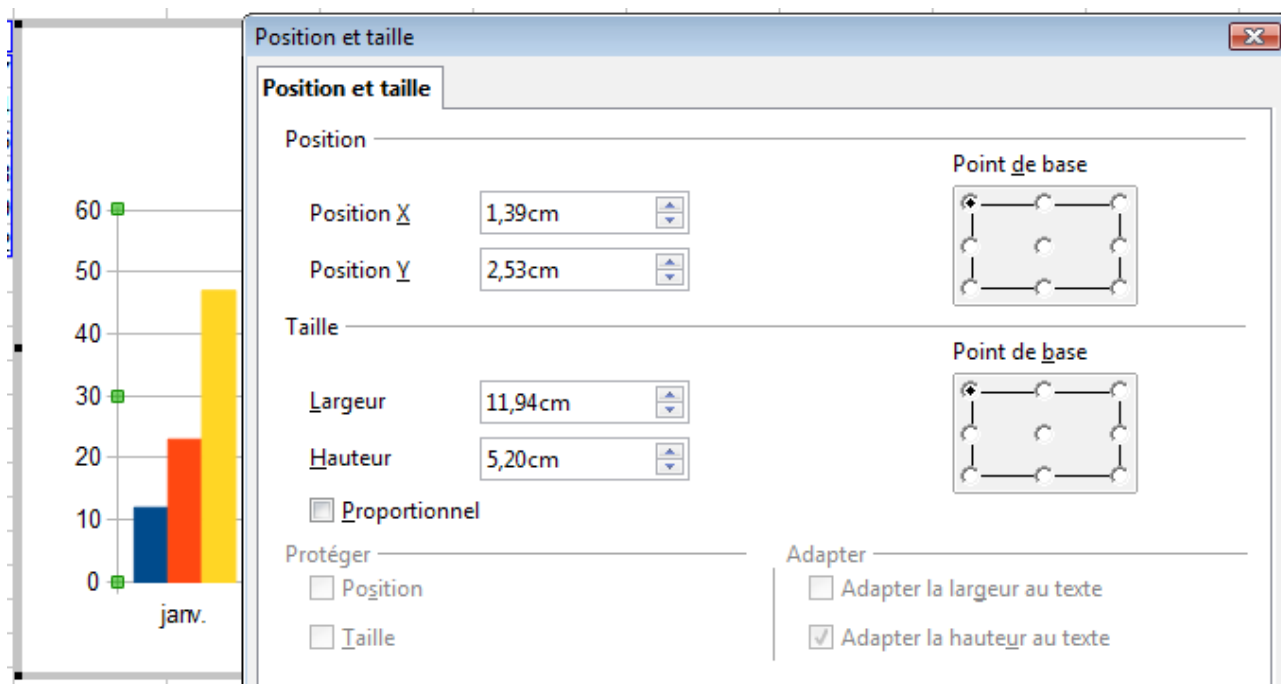 Position et taille
Position et taille
Position
Point de base
Position X 1,39cm
Position Y 2,53cm
Taille
Point de base
Largeur 11,94cm
Hauteur 5,20cm
Proportionnel
Protéger
Adapter
Position
Adapter la largeur au texte
Taille
Adapter la hauteur au texte
60
50
40
30
20
10
0
janv.